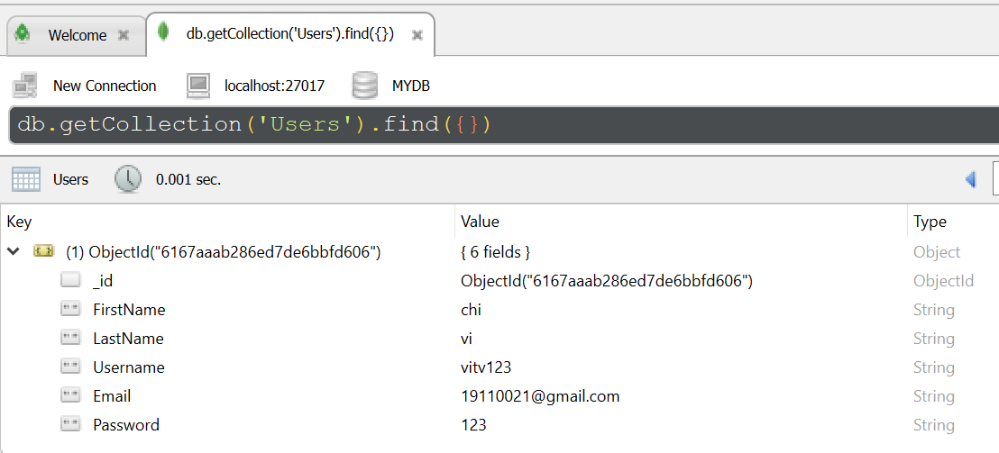 Welcome db.getCollection('Users').find({})
New Connection localhost:27017 MYDB
db.getCollection('Users').find({})
Users 0.001 sec.
Key Value Type
(1) ObjectId("6167aaab286ed7de6bbfd606") { 6 fields } Object
_id ObjectId("6167aaab286ed7de6bbfd606") ObjectId
FirstName chi String
LastName vi String
Username vitv123 String
Email 19110021@gmail.com String
Password 123 String